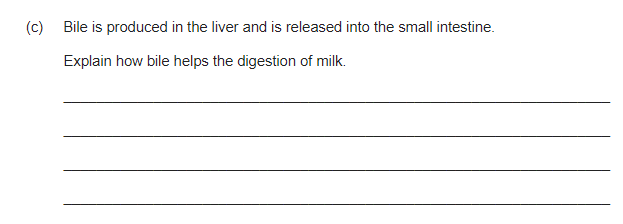 (c) Bile is produced in the liver and is released into the small intestine.
Explain how bile helps the digestion of milk.